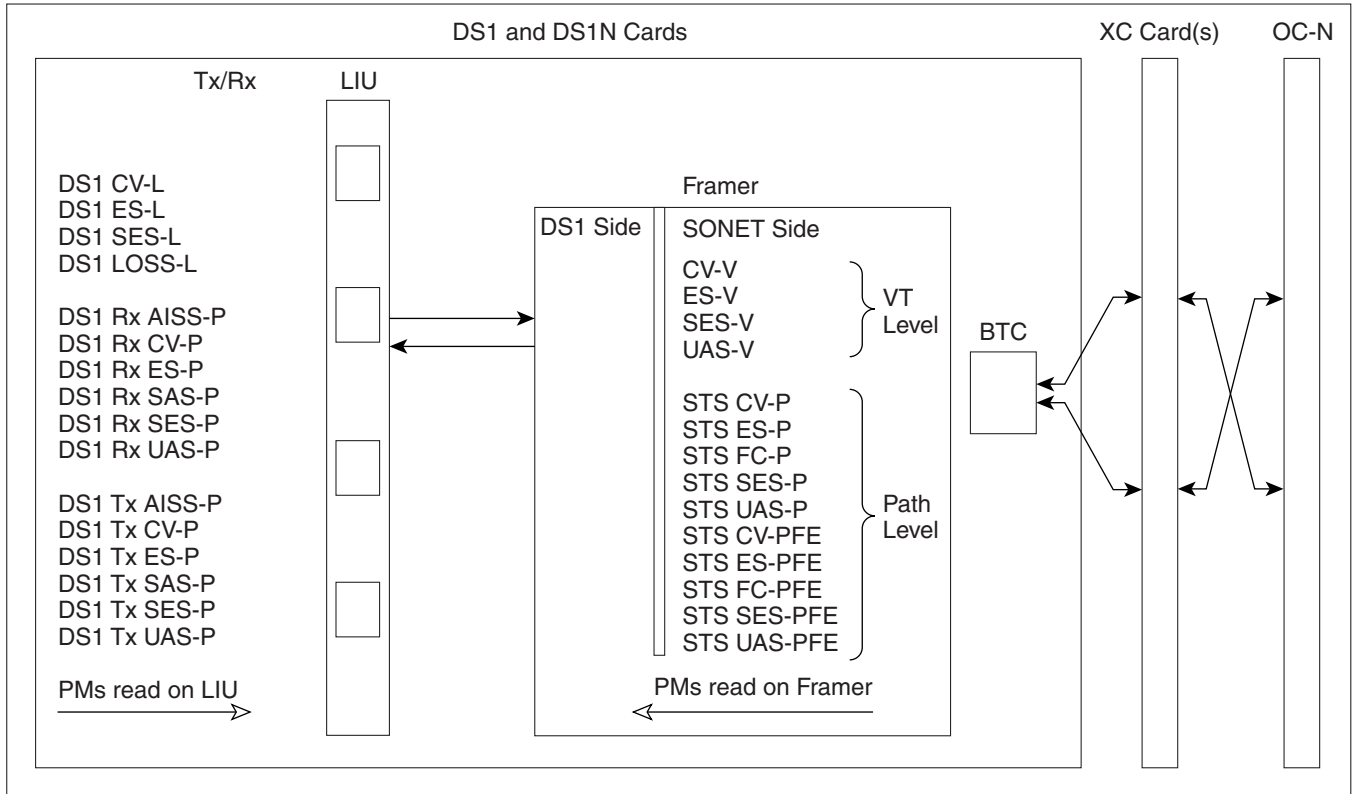 DS1 and DS1N Cards
XC Card(s)
OC-N
Tx/Rx
LIU
DS1 CV-L
DS1 ES-L
DS1 SES-L
DS1 LOSS-L
DS1 Rx AISS-P
DS1 Rx CV-P
DS1 Rx ES-P
DS1 Rx SAS-P
DS1 Rx SES-P
DS1 Rx UAS-P
DS1 Tx AISS-P
DS1 Tx CV-P
DS1 Tx ES-P
DS1 Tx SAS-P
DS1 Tx SES-P
DS1 Tx UAS-P
PMs read on LIU
Framer
DS1 Side
SONET Side
CV-V
ES-V
SES-V
UAS-V
VT
Level
STS CV-P
STS ES-P
STS FC-P
STS SES-P
STS UAS-P
STS CV-PFE
STS ES-PFE
STS FC-PFE
STS SES-PFE
STS UAS-PFE
Path
Level
PMs read on Framer
BTC